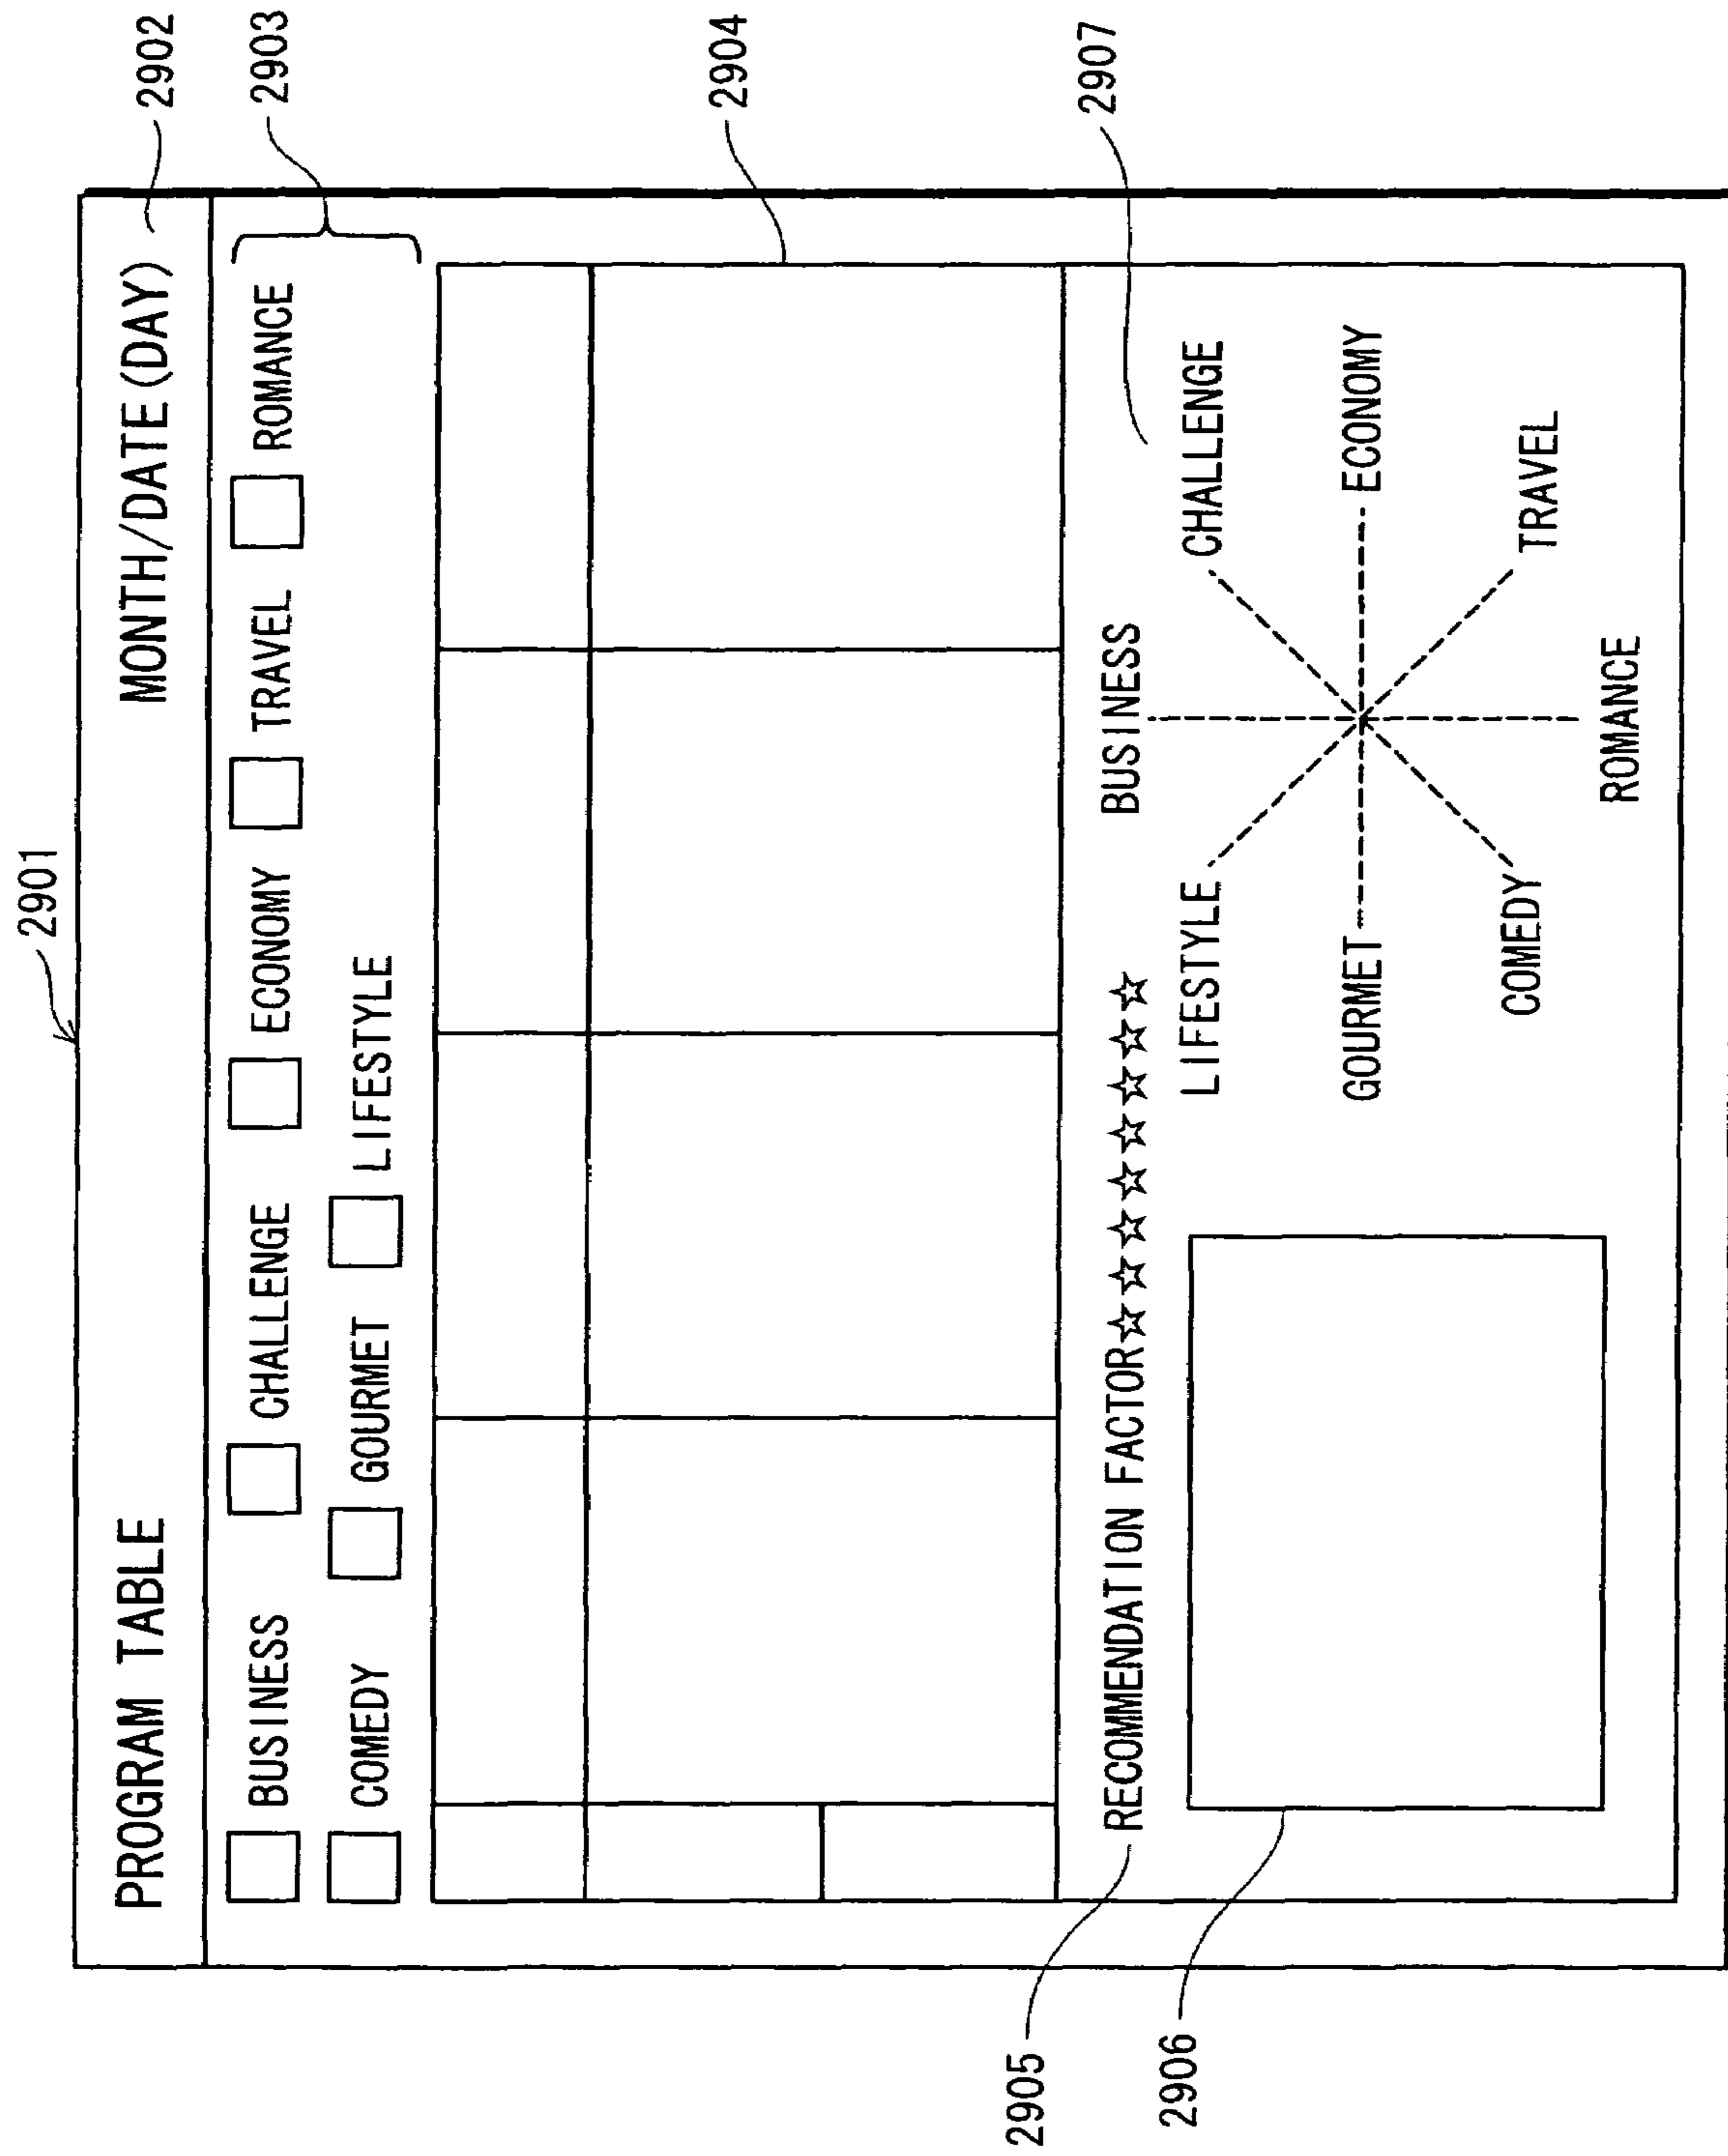 2901
PROGRAM TABLE MONTH/DATE(DAY) 2902
BUSINESS CHALLENGE ECONOMY TRAVEL ROMANCE 2903
COMEDY GOURMET LIFESTYLE
2904
2905 RECOMMENDATION FACTOR☆☆☆☆☆☆☆☆
2906
2907
BUSINESS
LIFESTYLE CHALLENGE
GOURMET ECONOMY
COMEDY TRAVEL
ROMANCE